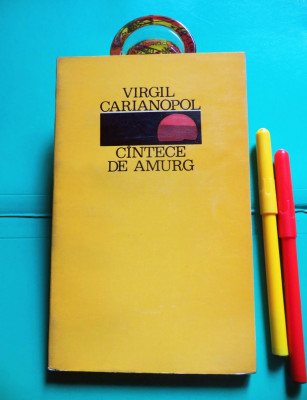 VIRGIL
CARIANOPOL
CÎNTECE
DE AMURG